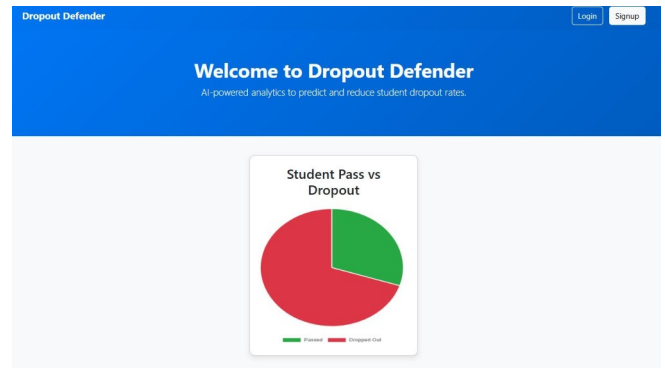 Dropout Defender
Login
Signup
Welcome to Dropout Defender
AI-powered analytics to predict and reduce student dropout rates.
Student Pass vs
Dropout
Passed
Dropped Out